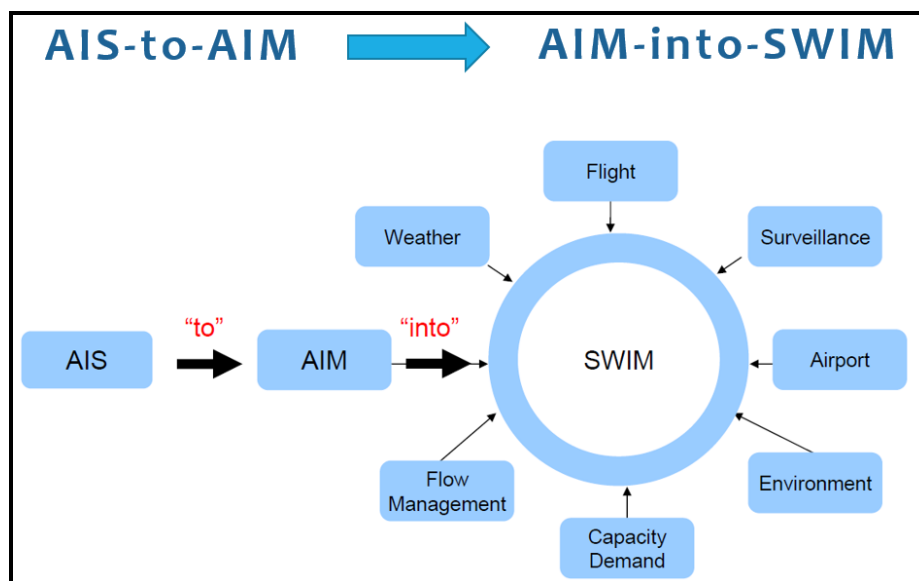 AIS-to-AIM
AIM-into-SWIM
Flight
Weather
Surveillance
"to"
"into"
AIS
AIM
SWIM
Airport
Flow
Management
Environment
Capacity
Demand